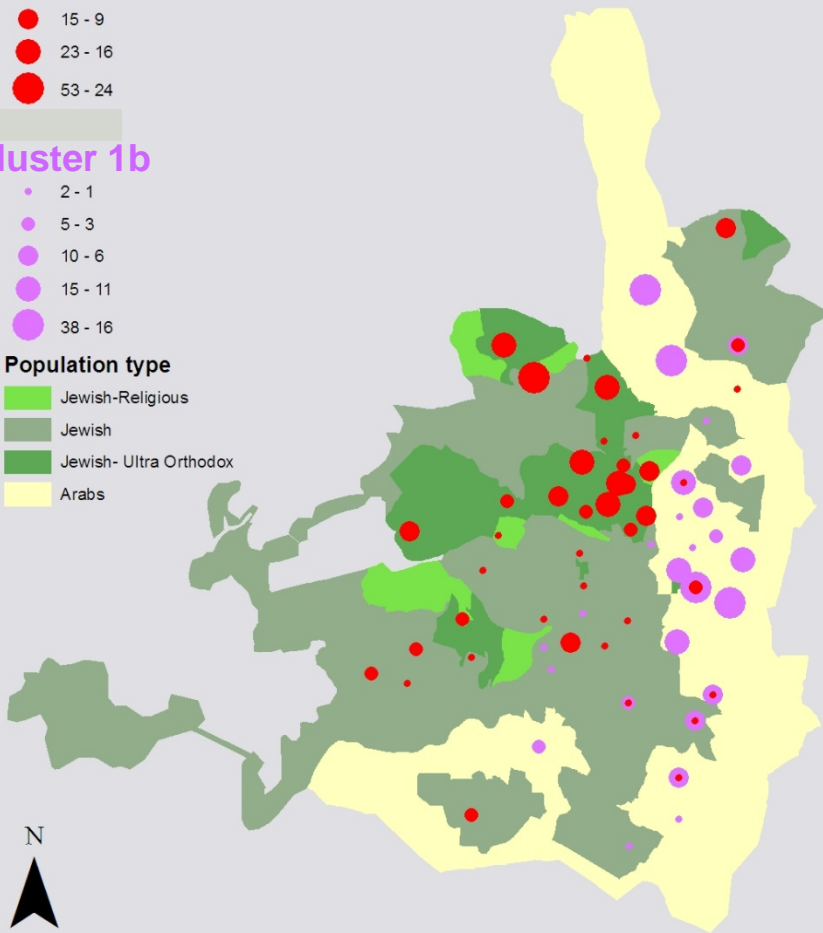 15 - 9
23 - 16
53 - 24
luster 1b
2 - 1
5 - 3
10 - 6
15 - 11
38 - 16
Population type
Jewish-Religious
Jewish
Jewish- Ultra Orthodox
Arabs
N